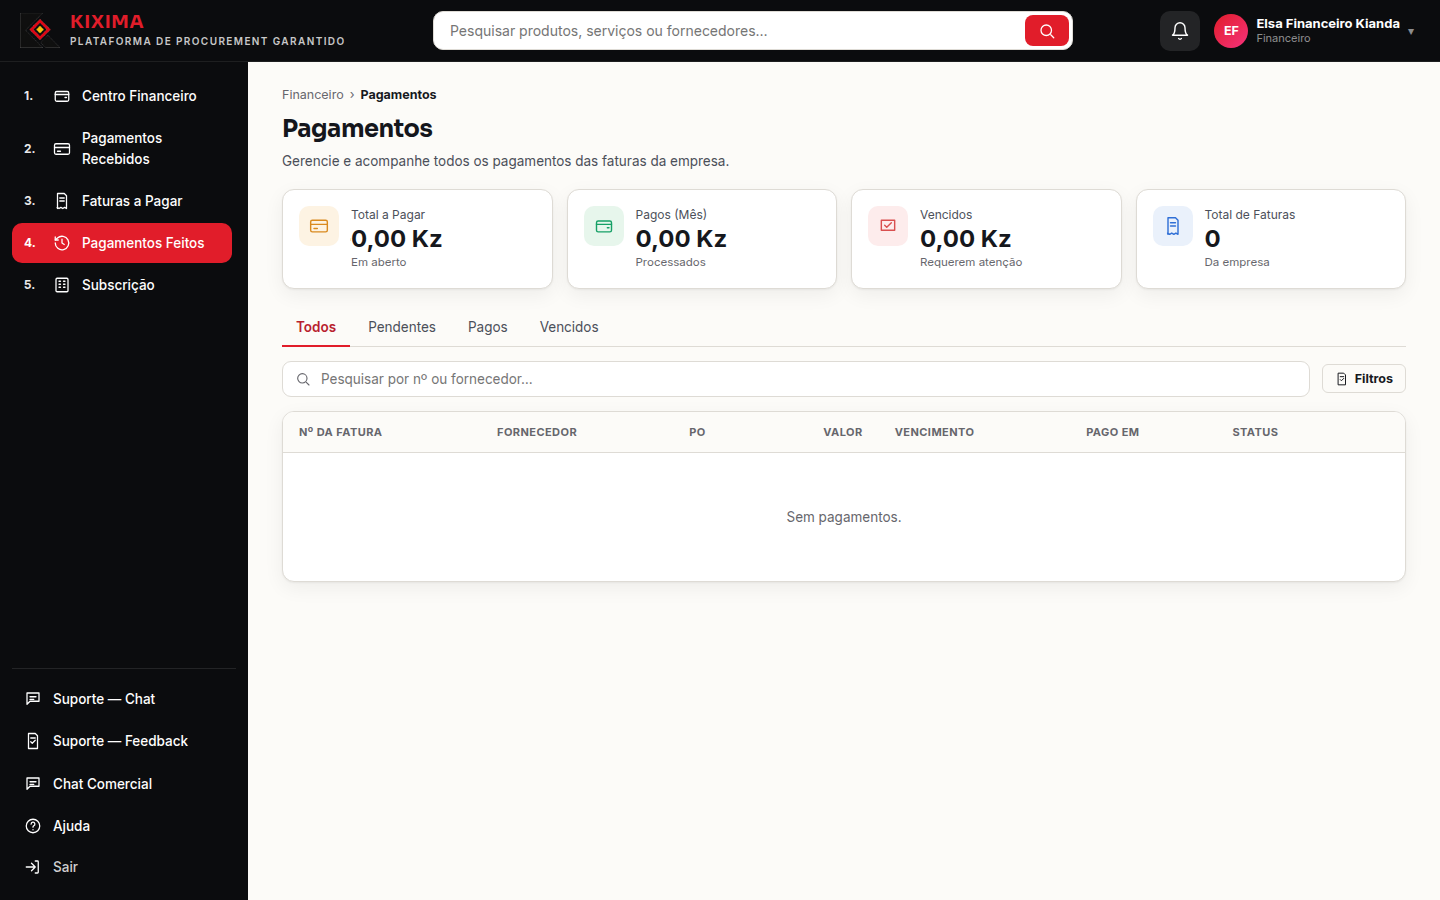 KIXIMA
PLATAFORMA DE PROCUREMENT GARANTIDO
Pesquisar produtos, serviços ou fornecedores...
EF
Elsa Financeiro Kianda
Financeiro
1. Centro Financeiro
2. Pagamentos
Recebidos
3. Faturas a Pagar
4. Pagamentos Feitos
5. Subscrição
Suporte — Chat
Suporte — Feedback
Chat Comercial
Ajuda
Sair
Financeiro › Pagamentos
Pagamentos
Gerencie e acompanhe todos os pagamentos das faturas da empresa.
Total a Pagar
0,00 Kz
Em aberto
Pagos (Mês)
0,00 Kz
Processados
Vencidos
0,00 Kz
Requerem atenção
Total de Faturas
0
Da empresa
Todos Pendentes Pagos Vencidos
Pesquisar por nº ou fornecedor...
Filtros
Nº DA FATURA FORNECEDOR PO VALOR VENCIMENTO PAGO EM STATUS
Sem pagamentos.